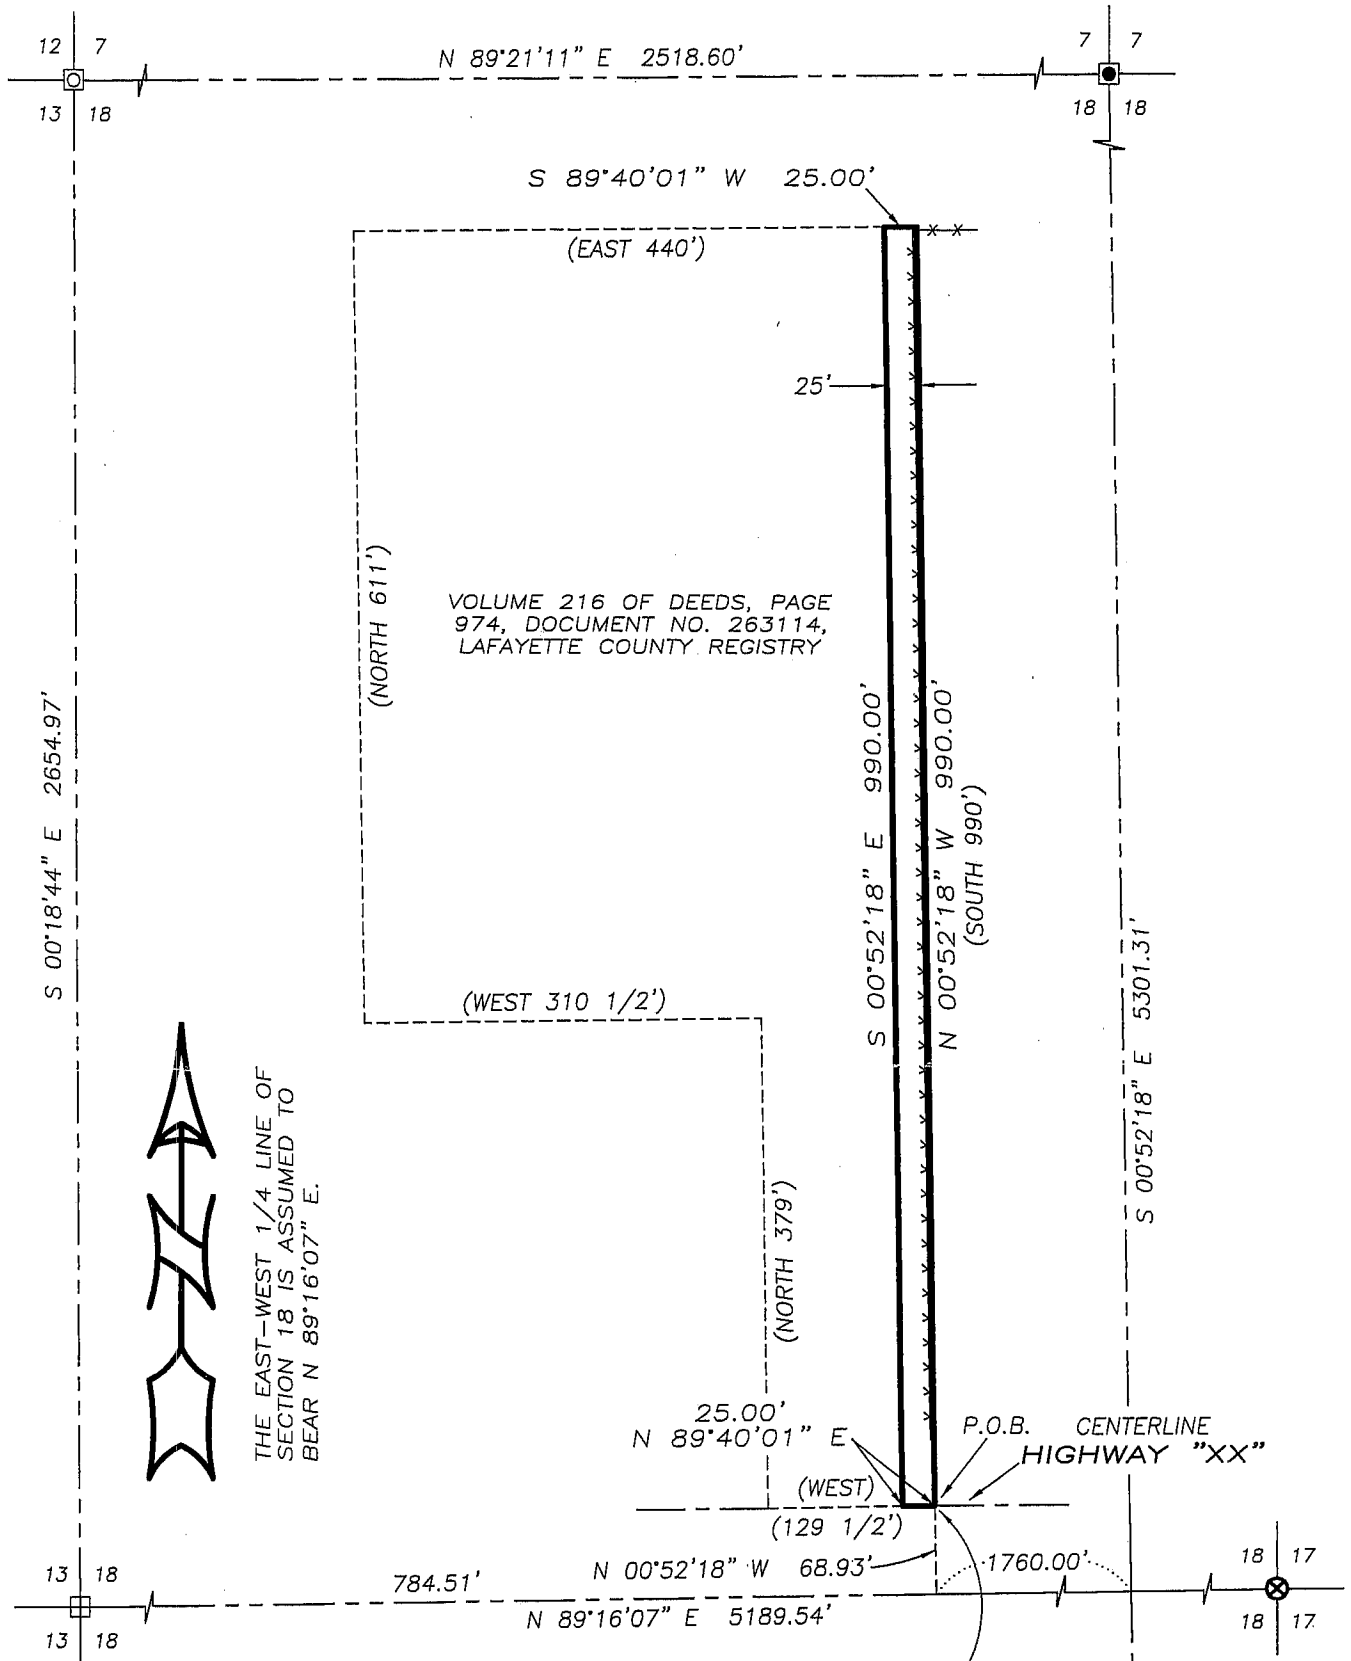 12 7
N 89°21'11" E 2518.60'
7 7
13 18
18 18
S 89°40'01" W 25.00'
X X
(EAST 440')
25'
(NORTH 611')
VOLUME 216 OF DEEDS, PAGE
974, DOCUMENT NO. 263114,
LAFAYETTE COUNTY REGISTRY
S 00°18'44" E 2654.97'
S 00°52'18" E 990.00'
N 00°52'18" W 990.00'
(SOUTH 990')
S 00°52'18" E 5301.31'
(WEST 310 1/2')
N
THE EAST-WEST 1/4 LINE OF
SECTION 18 IS ASSUMED TO
BEAR N 89°16'07" E.
(NORTH 379')
25.00'
N 89°40'01" E
P.O.B.
CENTERLINE
HIGHWAY "XX"
(WEST)
(129 1/2')
N 00°52'18" W 68.93'
1760.00'
18 17
13 18
784.51'
N 89°16'07" E 5189.54'
13 18
18 17